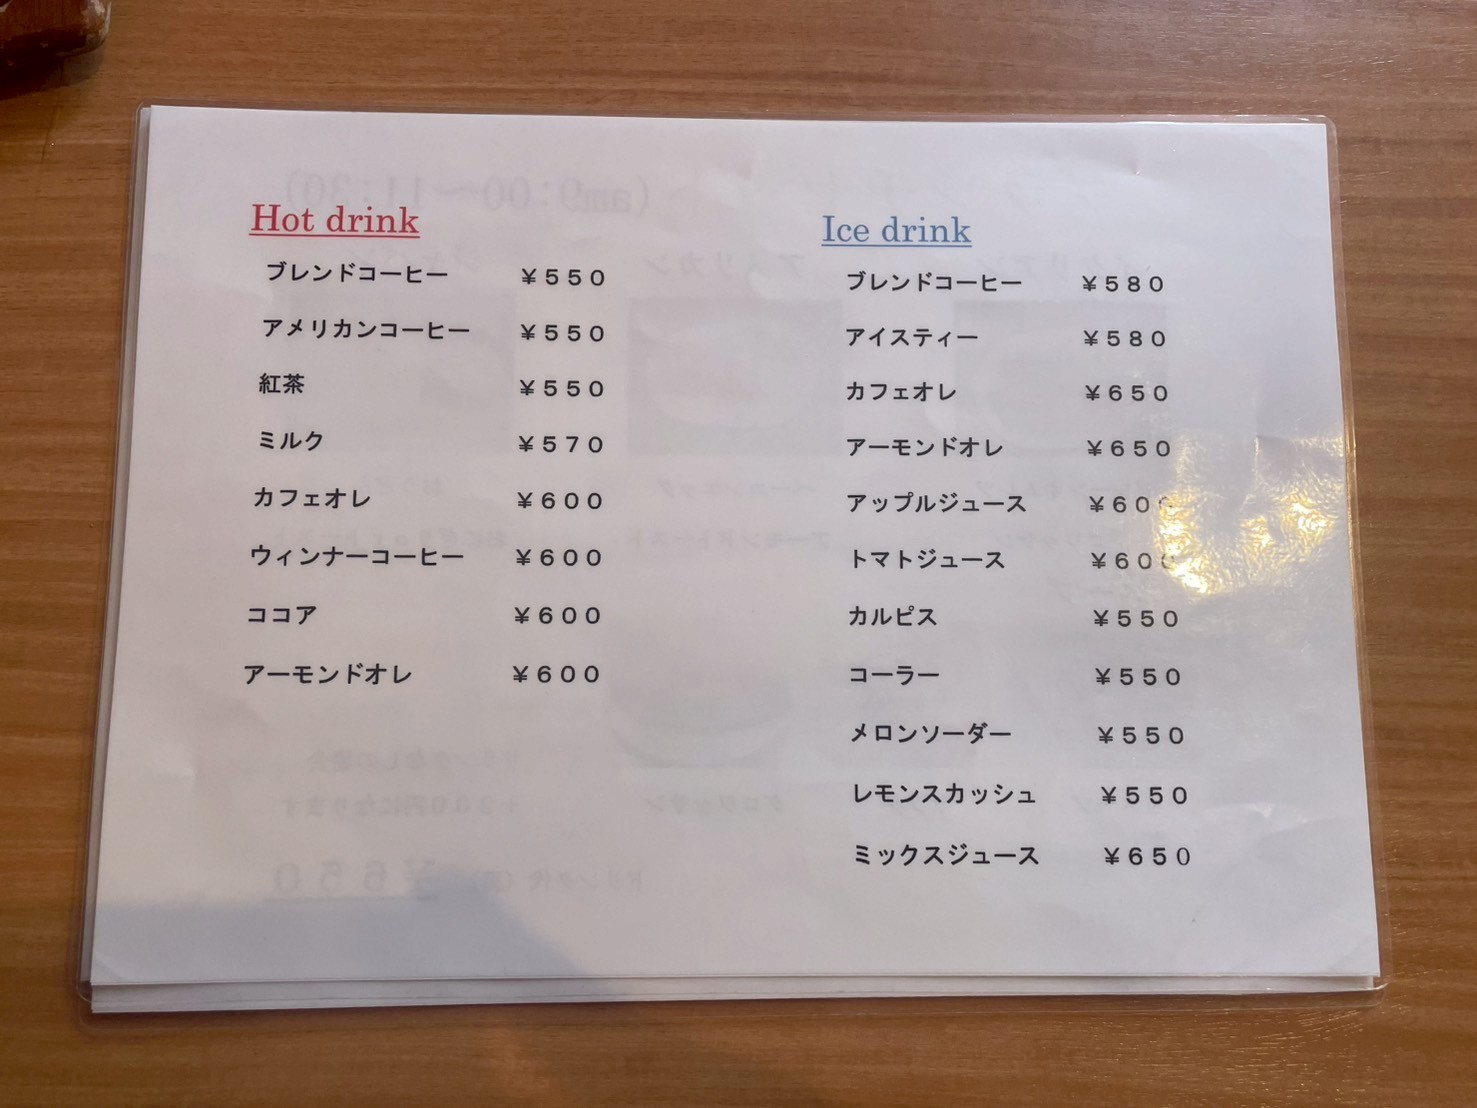 Hot drink
ブレンドコーヒー ￥５５０
アメリカンコーヒー ￥５５０
紅茶 ￥５５０
ミルク ￥５７０
カフェオレ ￥６００
ウィンナーコーヒー ￥６００
ココア ￥６００
アーモンドオレ ￥６００
Ice drink
ブレンドコーヒー ￥５８０
アイスティー ￥５８０
カフェオレ ￥６５０
アーモンドオレ ￥６５０
アップルジュース ￥６００
トマトジュース ￥６００
カルピス ￥５５０
コーラー ￥５５０
メロンソーダー ￥５５０
レモンスカッシュ ￥５５０
ミックスジュース ￥６５０